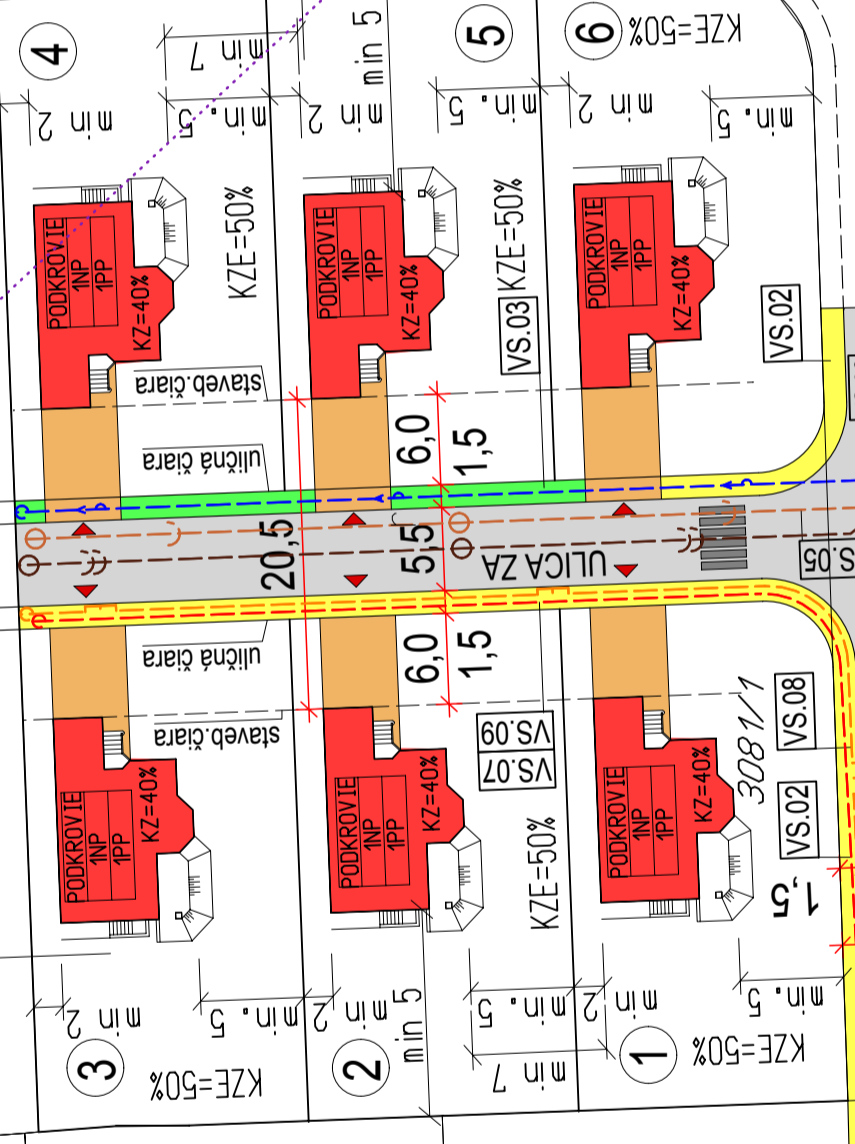 4
min 7
min 5
5
6
KZE=50%
min 2
min. 5
min 2
min. 5
min 2
min. 5
KZE=50%
KZE=50%
PODKROVIE
1NP
1PP
KZ=40%
PODKROVIE
1NP
1PP
KZ=40%
PODKROVIE
1NP
1PP
KZ=40%
VS.03
VS.02
staveb.čiara
uličná čiara
6,0
1,5
20,5
5,5
ULICA ZA
S.05
uličná čiara
staveb.čiara
6,0
1,5
VS.09
VS.07
3081/1
VS.08
VS.02
PODKROVIE
1NP
1PP
KZ=40%
PODKROVIE
1NP
1PP
KZ=40%
PODKROVIE
1NP
1PP
KZ=40%
KZE=50%
1,5
min 2
min. 5
min 2
min 5
min. 5
min 2
min. 5
3
KZE=50%
2
min 7
1
KZE=50%